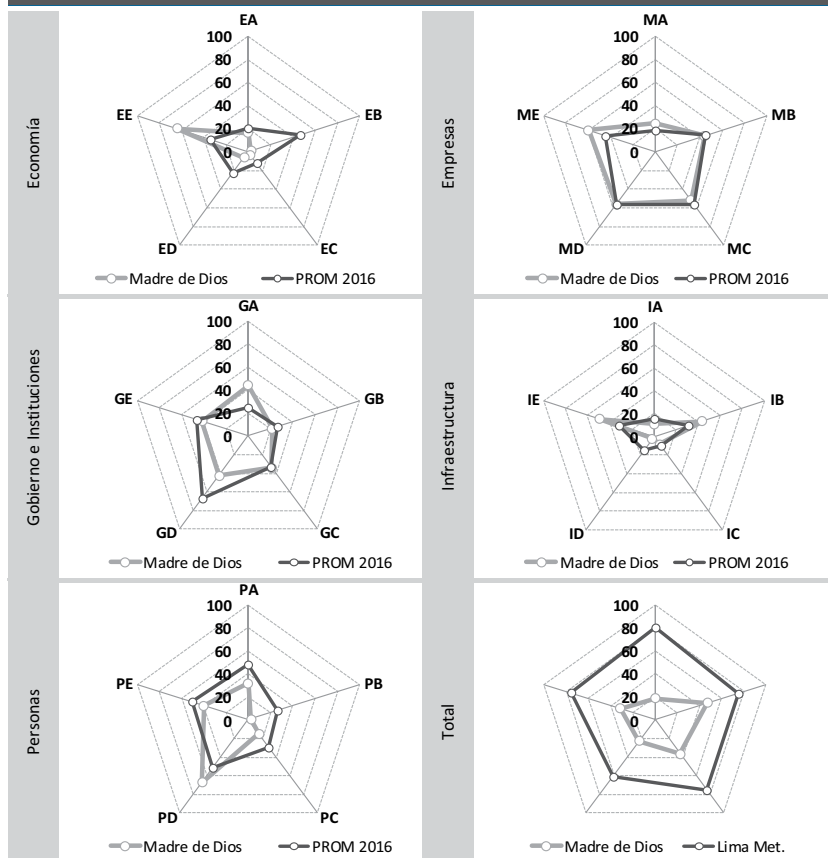 Economía
EA
100
80
60
40
20
0
EB
EC
ED
EE
Madre de Dios
PROM 2016
Empresas
MA
100
80
60
40
20
0
MB
MC
MD
ME
Madre de Dios
PROM 2016
Gobierno e Instituciones
GA
100
80
60
40
20
0
GB
GC
GD
GE
Madre de Dios
PROM 2016
Infraestructura
IA
100
80
60
40
20
0
IB
IC
ID
IE
Madre de Dios
PROM 2016
Personas
PA
100
80
60
40
20
0
PB
PC
PD
PE
Madre de Dios
PROM 2016
Total
100
80
60
40
20
0
Madre de Dios
Lima Met.